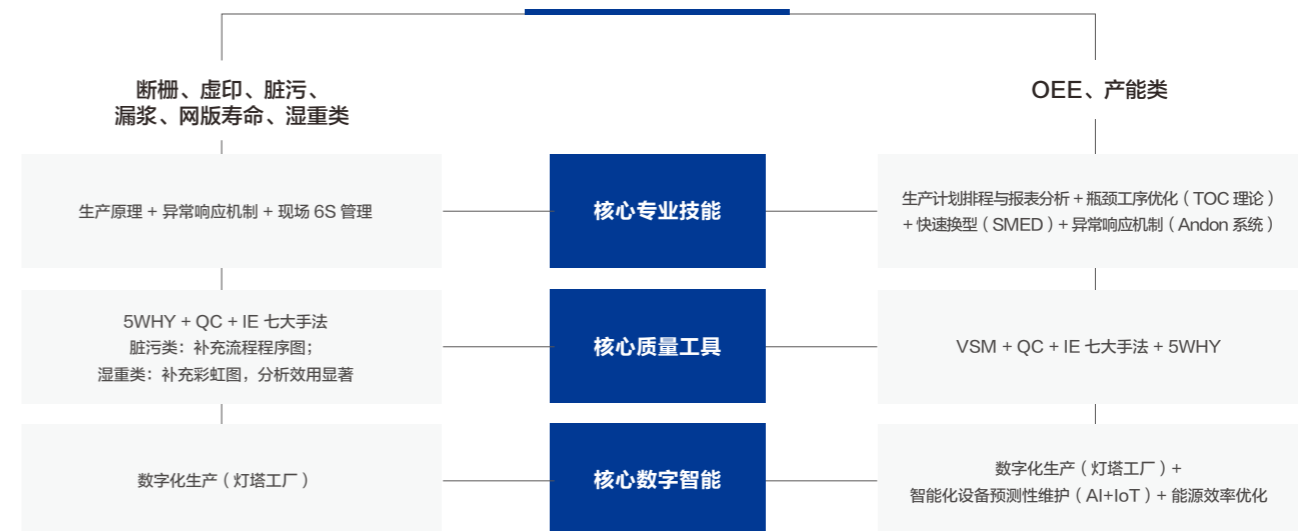 断栅、虚印、脏污、
漏浆、网版寿命、湿重类
OEE、产能类
生产原理 + 异常响应机制 + 现场 6S 管理
核心专业技能
生产计划排程与报表分析 + 瓶颈工序优化（TOC 理论）
+ 快速换型（SMED）+ 异常响应机制（Andon 系统）
5WHY + QC + IE 七大手法
脏污类：补充流程程序图；
湿重类：补充彩虹图，分析效用显著
核心质量工具
VSM + QC + IE 七大手法 + 5WHY
数字化生产（灯塔工厂）
核心数字智能
数字化生产（灯塔工厂）+
智能化设备预测性维护（AI+IoT）+ 能源效率优化